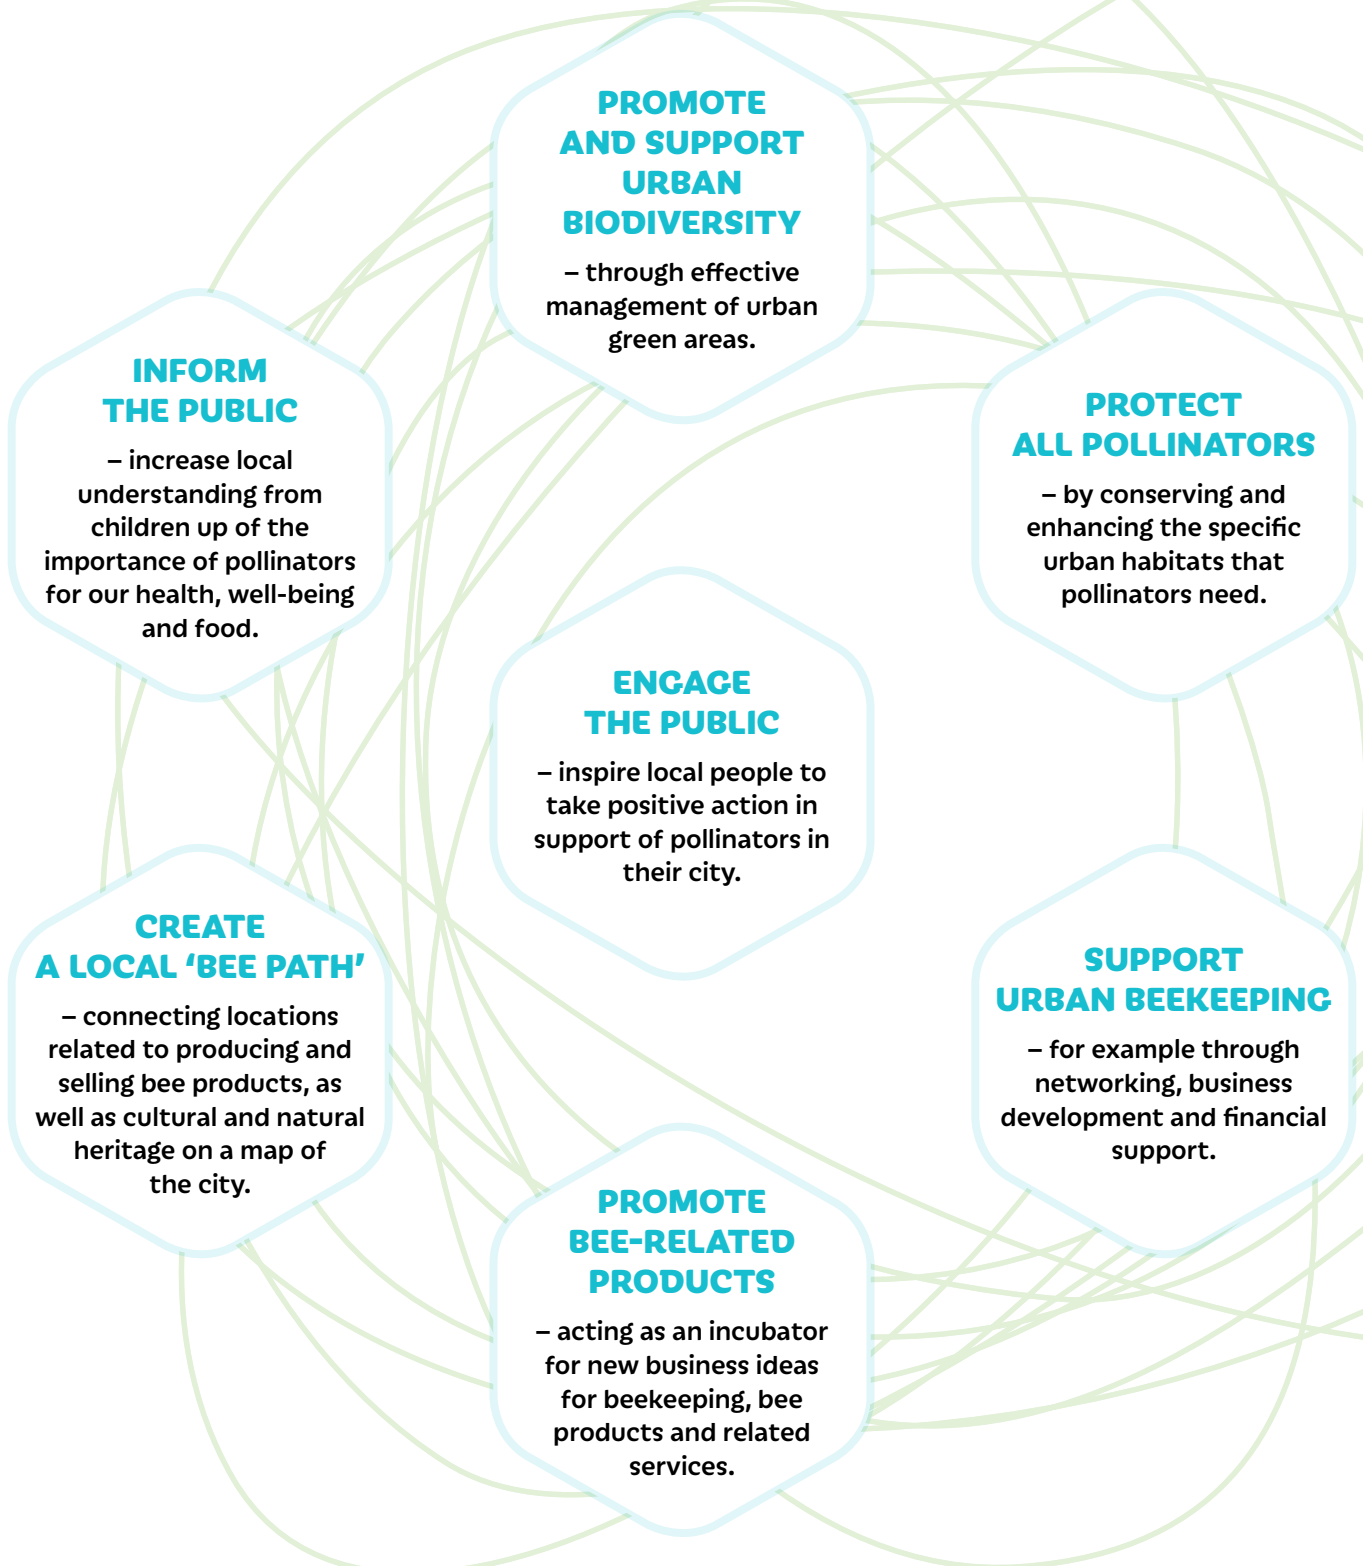 PROMOTE
AND SUPPORT
URBAN
BIODIVERSITY
– through effective
management of urban
green areas.
INFORM
THE PUBLIC
– increase local
understanding from
children up of the
importance of pollinators
for our health, well-being
and food.
PROTECT
ALL POLLINATORS
– by conserving and
enhancing the specific
urban habitats that
pollinators need.
ENGAGE
THE PUBLIC
– inspire local people to
take positive action in
support of pollinators in
their city.
CREATE
A LOCAL ‘BEE PATH’
– connecting locations
related to producing and
selling bee products, as
well as cultural and natural
heritage on a map of
the city.
SUPPORT
URBAN BEEKEEPING
– for example through
networking, business
development and financial
support.
PROMOTE
BEE-RELATED
PRODUCTS
– acting as an incubator
for new business ideas
for beekeeping, bee
products and related
services.